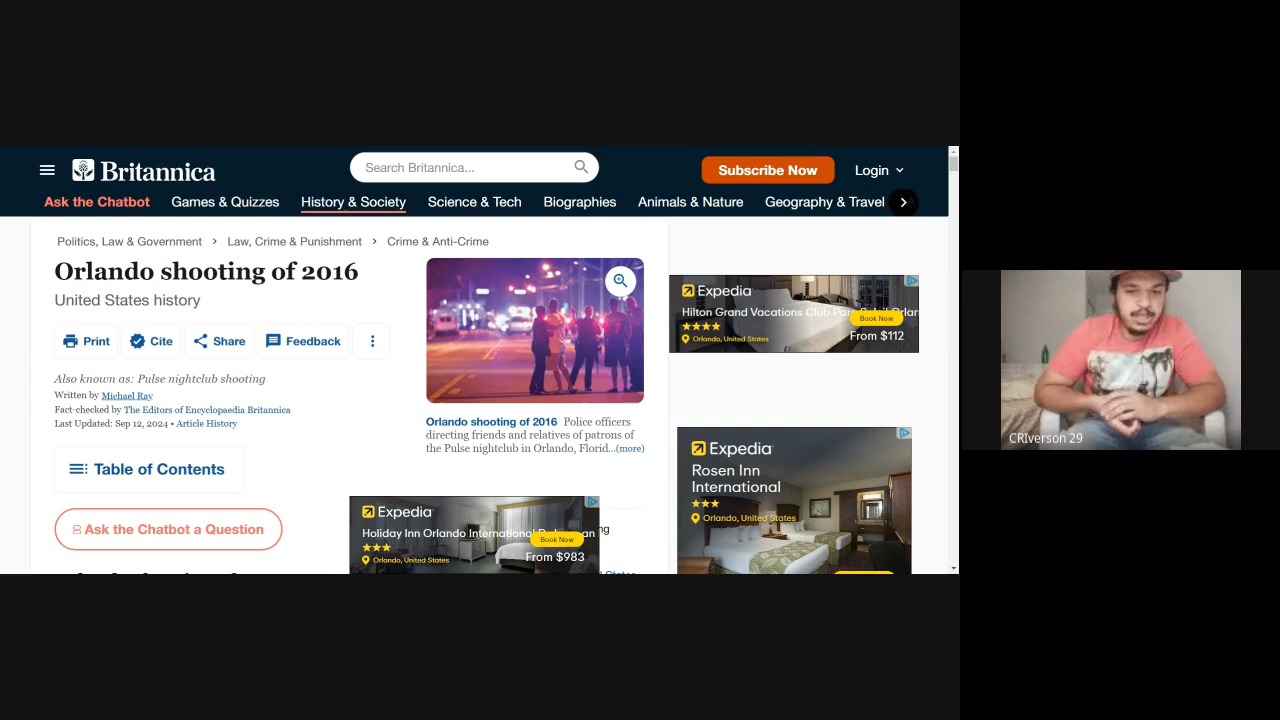 Britannica
Search Britannica...
Subscribe Now
Login
Ask the Chatbot
Games & Quizzes
History & Society
Science & Tech
Biographies
Animals & Nature
Geography & Travel
Politics, Law & Government > Law, Crime & Punishment > Crime & Anti-Crime
Orlando shooting of 2016
United States history
Print
Cite
Share
Feedback
Also known as: Pulse nightclub shooting
Written by Michael Ray
Fact-checked by The Editors of Encyclopaedia Britannica
Last Updated: Sep 12, 2024 • Article History
Table of Contents
Ask the Chatbot a Question
Orlando shooting of 2016 Police officers
directing friends and relatives of patrons of
the Pulse nightclub in Orlando, Florid...(more)
Expedia
Holiday Inn Orlando International
Book Now
Orlando, United States
From $983
ng
Expedia
Hilton Grand Vacations Club
Book Now
Orlando, United States
From $112
Expedia
Rosen Inn
International
Orlando, United States
CRIverson 29